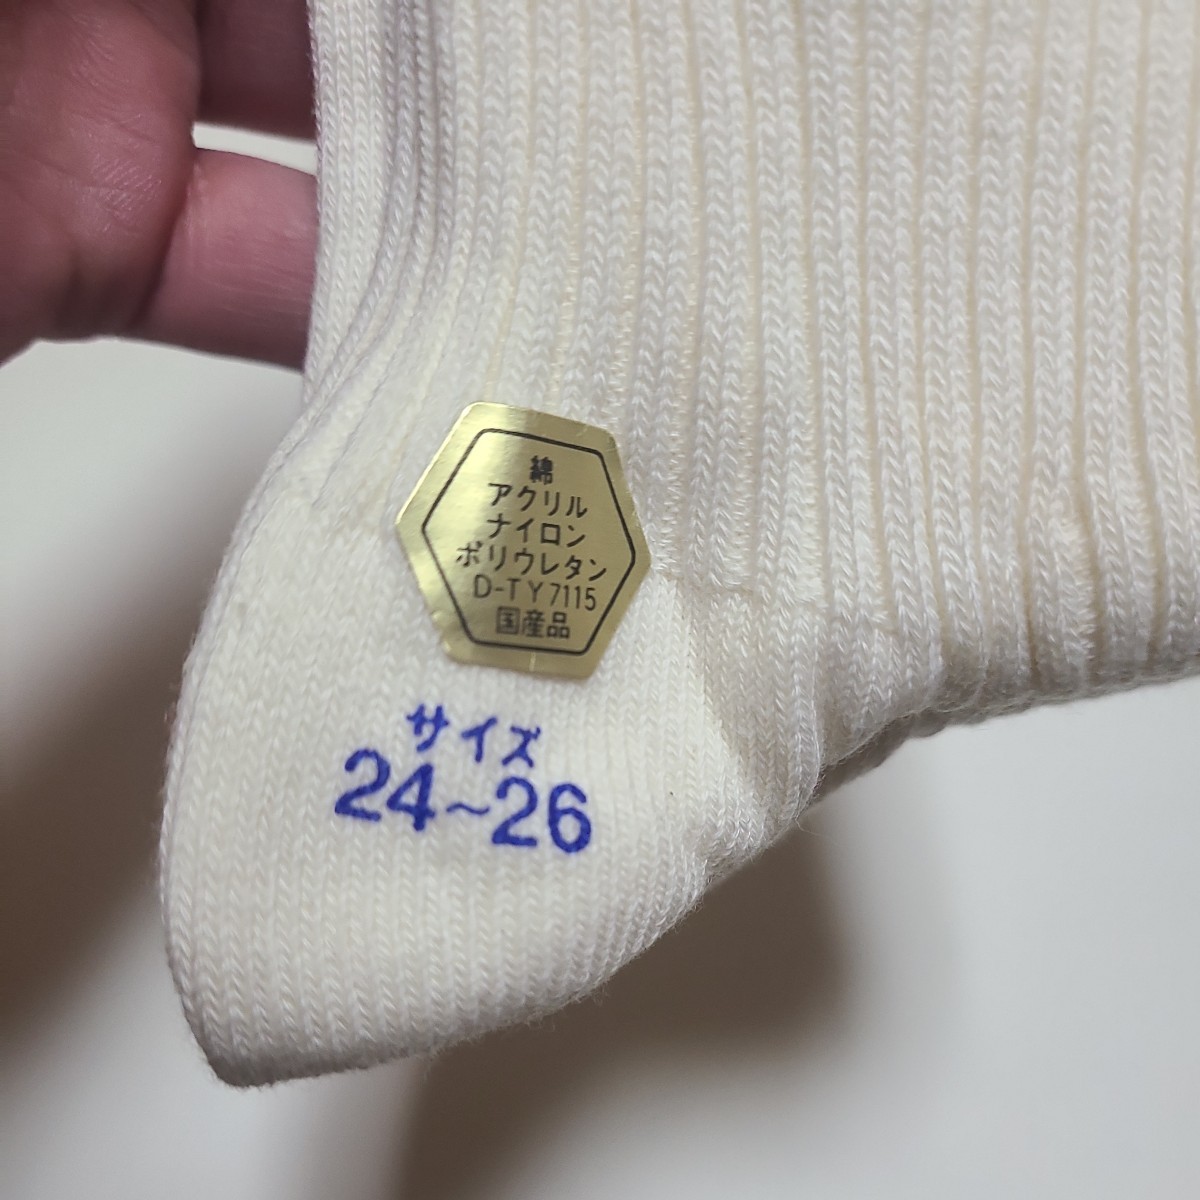 綿
アクリル
ナイロン
ポリウレタン
D-TY7115
国産品
サイズ
24~26